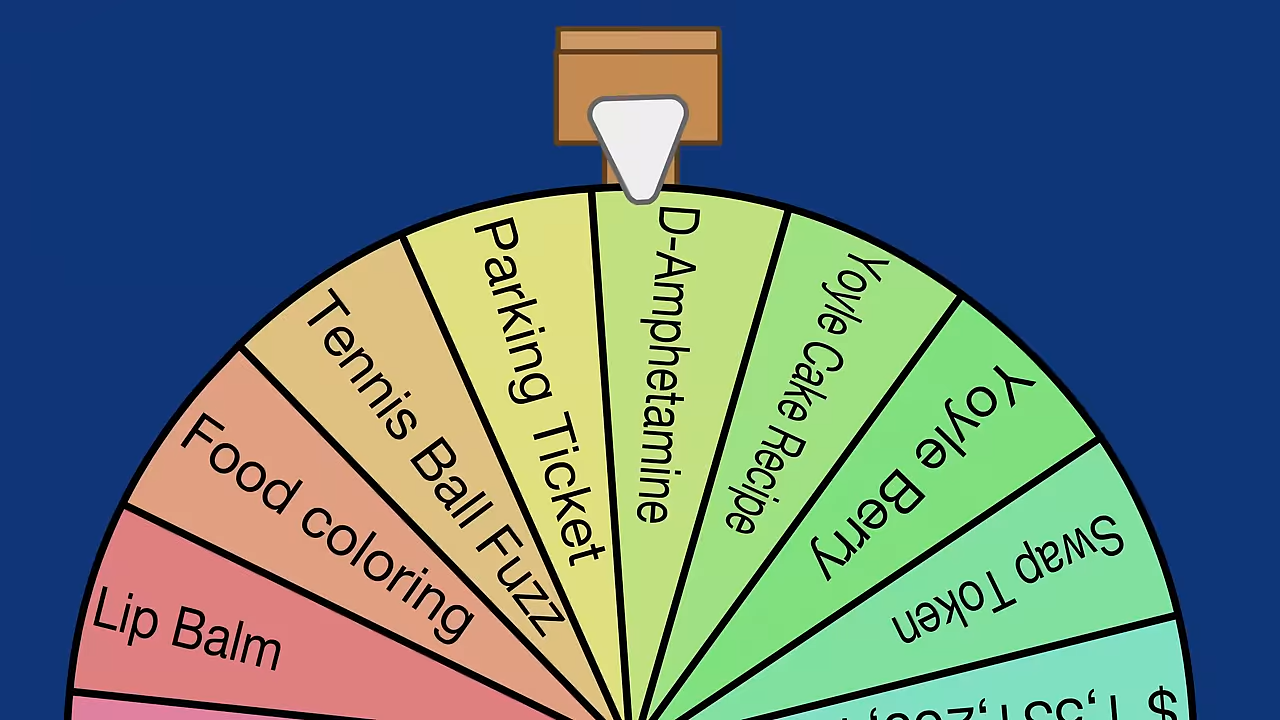 Lip Balm
Food coloring
Tennis Ball Fuzz
Parking Ticket
D-Amphetamine
Yoyle Cake Recipe
Yoyle Berry
Swap Token